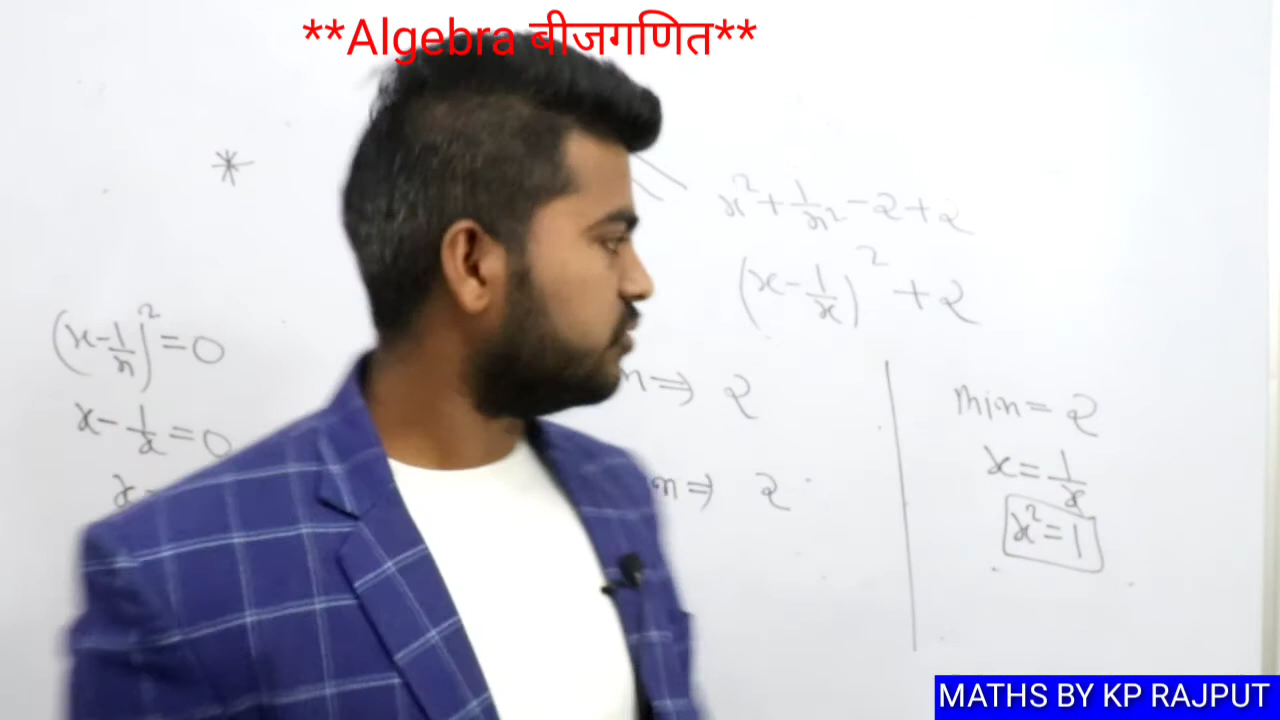 **Algebra बीजगणित**
*
x²+1/x²-2+2
(x-1/x)²+2
(x-1/x)²=0
x-1/x=0
⇒ 2
⇒ 2
min=2
x=1/x
x²=1
MATHS BY KP RAJPUT